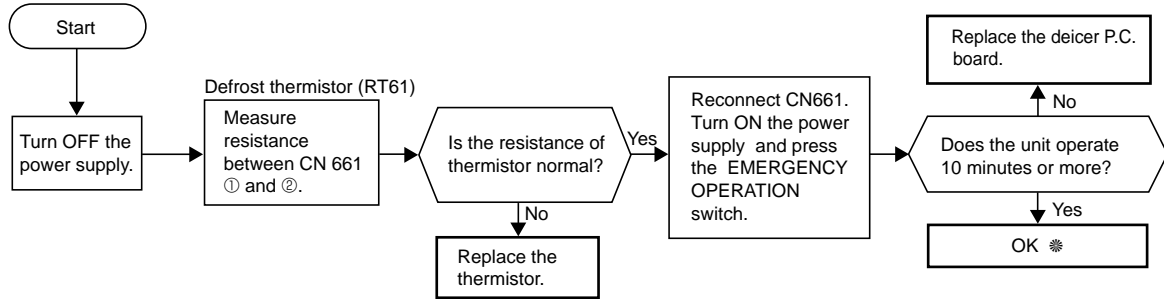 Start
Turn OFF the
power supply.
Defrost thermistor (RT61)
Measure
resistance
between CN 661
① and ②.
Is the resistance of
thermistor normal?
Yes
No
Replace the
thermistor.
Reconnect CN661.
Turn ON the power
supply and press
the EMERGENCY
OPERATION
switch.
Does the unit operate
10 minutes or more?
No
Replace the deicer P.C.
board.
Yes
OK ❋